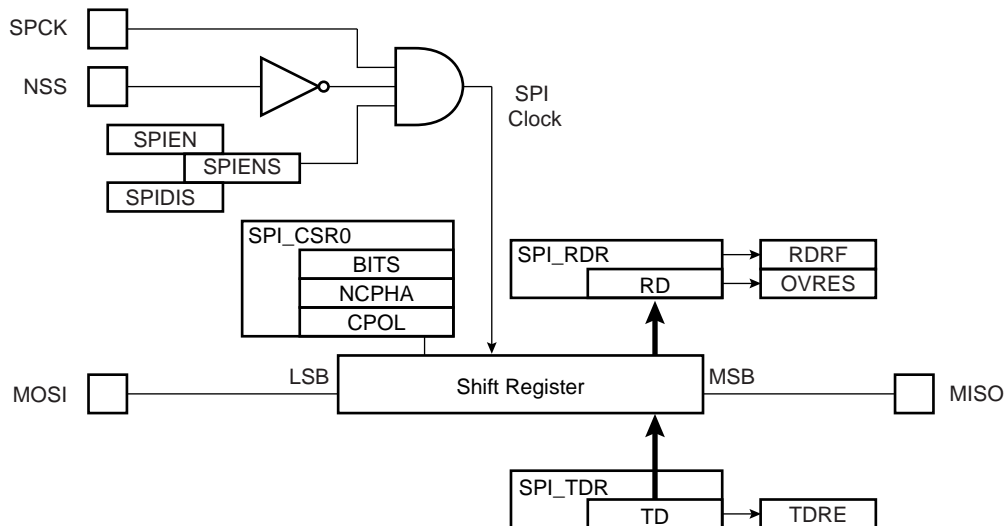 SPCK
NSS
SPI
Clock
SPIEN
SPIENS
SPIDIS
SPI_CSR0
BITS
NCPHA
CPOL
SPI_RDR
RD
RDRF
OVRES
MOSI
LSB
Shift Register
MSB
MISO
SPI_TDR
TD
TDRE